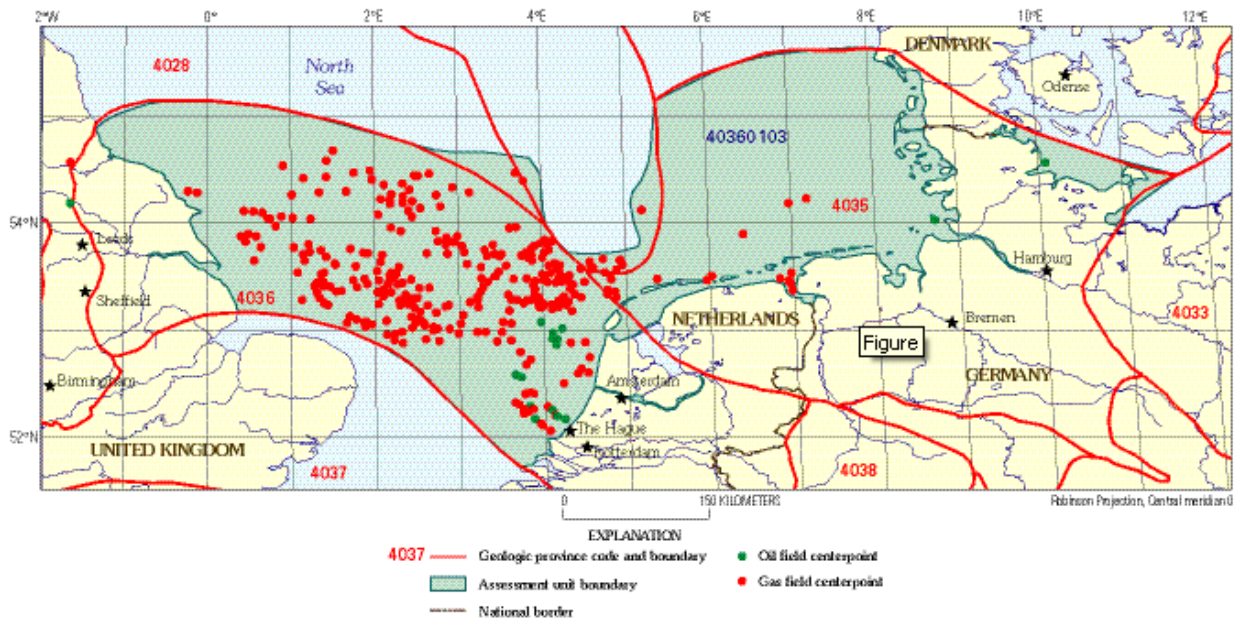 2°W 0° 2°E 4°E 6°E 8°E 10°E 12°E
DENMARK
4028
North
Sea
Odense
40360103
54°N
4035
Leeds
Hamburg
Sheffield
4036
NETHERLANDS
4033
Bremen
Figure
Birmingham
Amsterdam
GERMANY
The Hague
52°N
UNITED KINGDOM
Rotterdam
4037
4038
0 150 KILOMETERS
Robinson Projection, Central meridian 0
EXPLANATION
4037 Geologic province code and boundary
Oil field centerpoint
Assessment unit boundary
Gas field centerpoint
National border